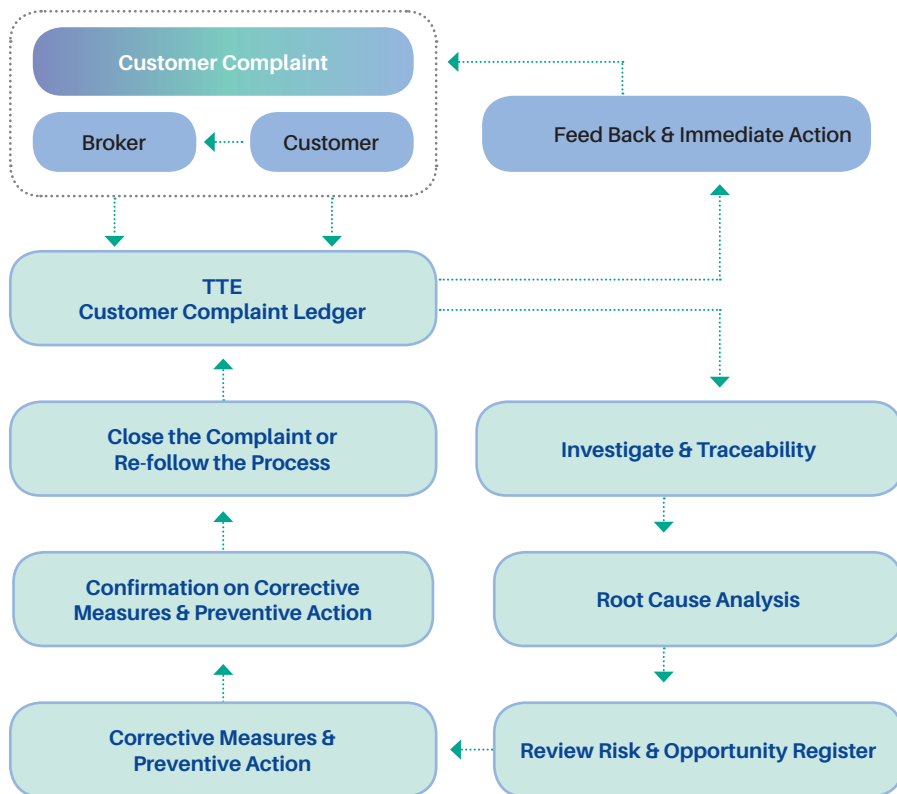 Customer Complaint
Broker
Customer
Feed Back & Immediate Action
TTE
Customer Complaint Ledger
Close the Complaint or
Re-follow the Process
Investigate & Traceability
Confirmation on Corrective
Measures & Preventive Action
Root Cause Analysis
Corrective Measures &
Preventive Action
Review Risk & Opportunity Register